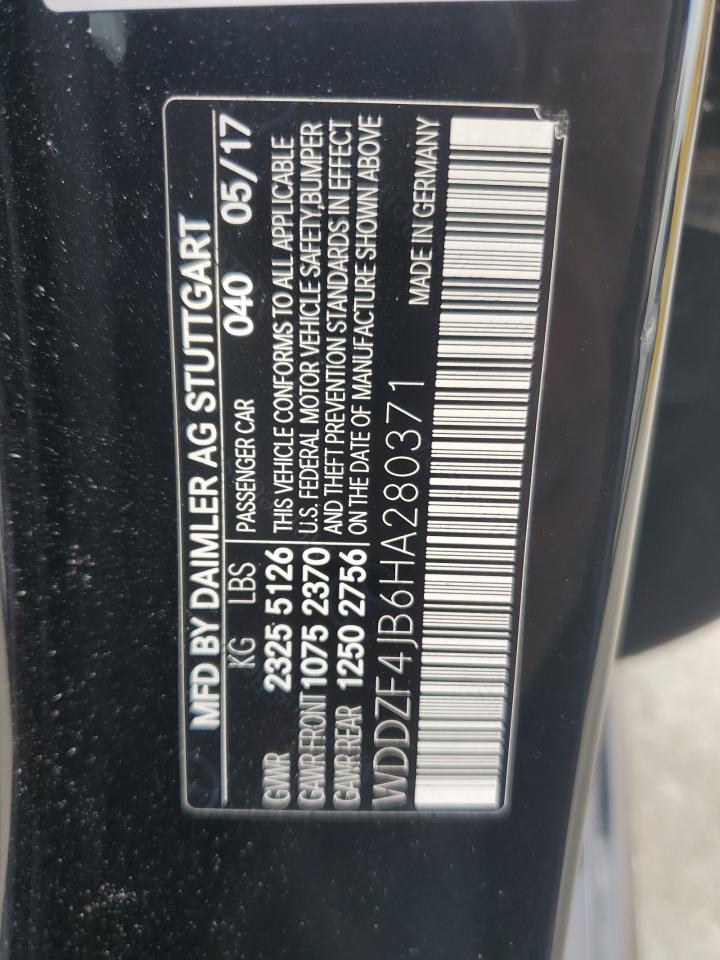 MFD BY DAIMLER AG STUTTGART
KG LBS PASSENGER CAR 040 05/17
GVWR 2325 5126 THIS VEHICLE CONFORMS TO ALL APPLICABLE
GAWR-FRONT 1075 2370 U.S. FEDERAL MOTOR VEHICLE SAFETY,BUMPER
GAWR-REAR 1250 2756 AND THEFT PREVENTION STANDARDS IN EFFECT
ON THE DATE OF MANUFACTURE SHOWN ABOVE
WDDZF4JB6HA280371 MADE IN GERMANY